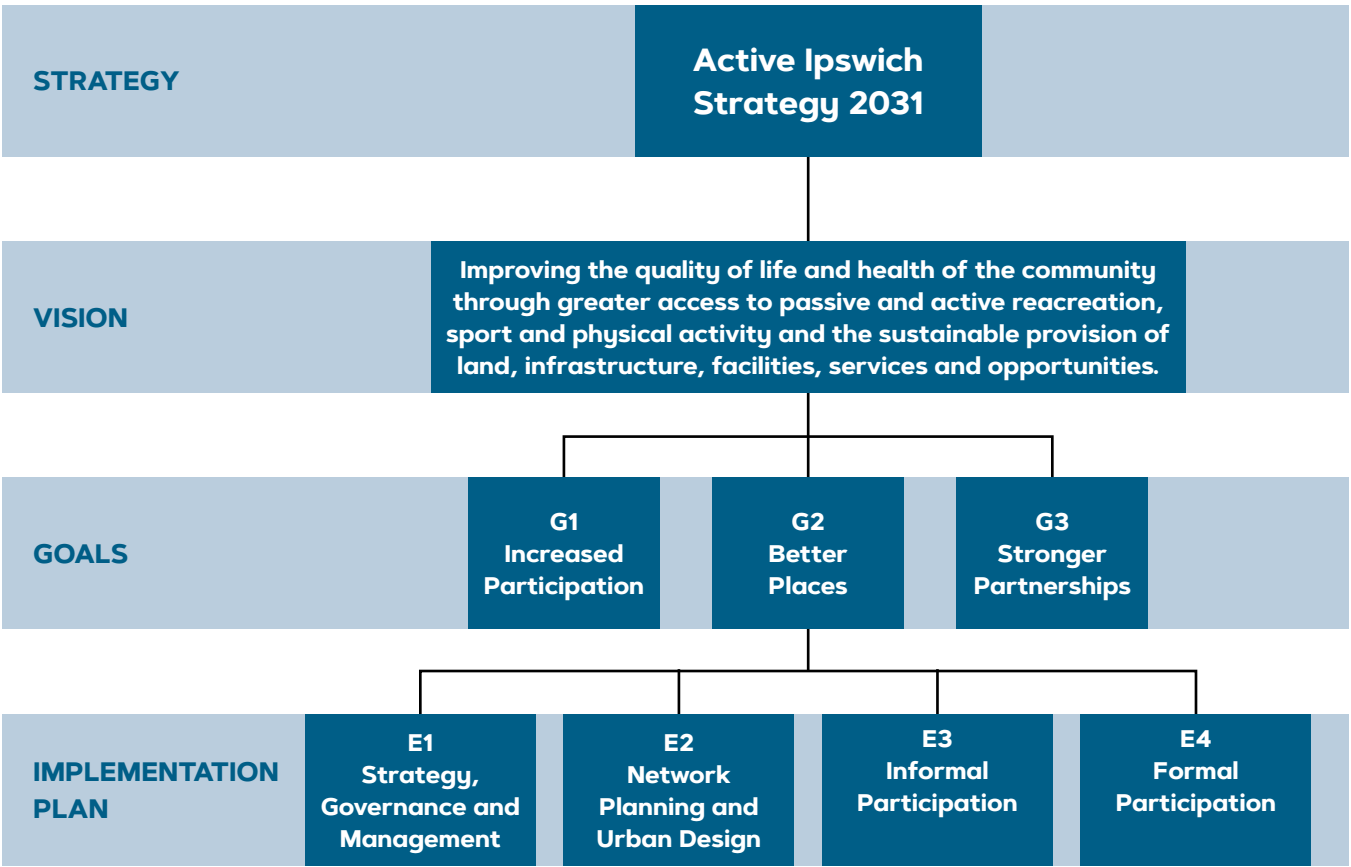 STRATEGY
Active Ipswich
Strategy 2031
VISION
Improving the quality of life and health of the community
through greater access to passive and active reacreation,
sport and physical activity and the sustainable provision of
land, infrastructure, facilities, services and opportunities.
GOALS
G1
Increased
Participation
G2
Better
Places
G3
Stronger
Partnerships
IMPLEMENTATION
PLAN
E1
Strategy,
Governance and
Management
E2
Network
Planning and
Urban Design
E3
Informal
Participation
E4
Formal
Participation